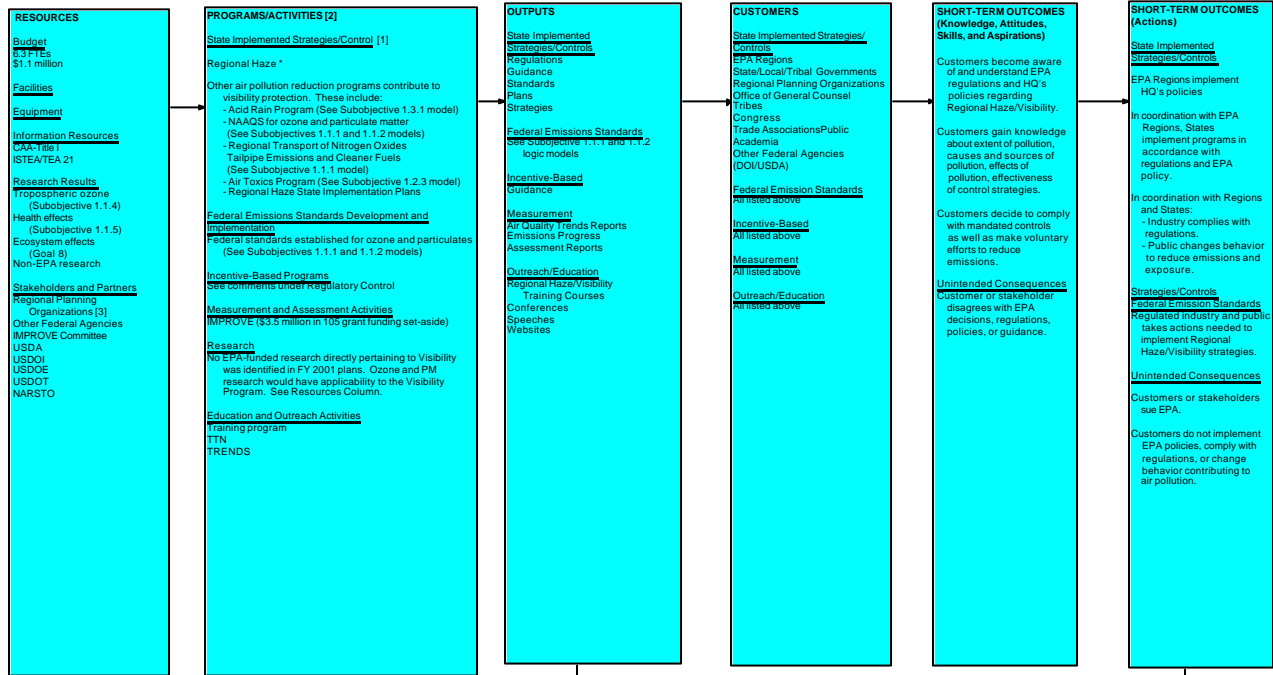 RESOURCES
Budget
6.3 FTEs
$1.1 million
Facilities
Equipment
Information Resources
CAA-Title I
ISTEA/TEA 21
Research Results
Tropospheric ozone
(Subobjective 1.1.4)
Health effects
(Subobjective 1.1.5)
Ecosystem effects
(Goal 8)
Non-EPA research
Stakeholders and Partners
Regional Planning
Organizations [3]
Other Federal Agencies
IMPROVE Committee
USDA
USDOI
USDOE
USDOT
NARSTO
PROGRAMS/ACTIVITIES [2]
State Implemented Strategies/Control [1]
Regional Haze *
Other air pollution reduction programs contribute to
visibility protection. These include:
- Acid Rain Program (See Subobjective 1.3.1 model)
- NAAQS for ozone and particulate matter
(See Subobjectives 1.1.1 and 1.1.2 models)
- Regional Transport of Nitrogen Oxides
Tailpipe Emissions and Cleaner Fuels
(See Subobjective 1.1.1 model)
- Air Toxics Program (See Subobjective 1.2.3 model)
- Regional Haze State Implementation Plans
Federal Emissions Standards Development and
Implementation
Federal standards established for ozone and particulates
(See Subobjectives 1.1.1 and 1.1.2 models)
Incentive-Based Programs
See comments under Regulatory Control
Measurement and Assessment Activities
IMPROVE ($3.5 million in 105 grant funding set-aside)
Research
No EPA-funded research directly pertaining to Visibility
was identified in FY 2001 plans. Ozone and PM
research would have applicability to the Visibility
Program. See Resources Column.
Education and Outreach Activities
Training program
TTN
TRENDS
OUTPUTS
State Implemented
Strategies/Controls
Regulations
Guidance
Standards
Plans
Strategies
Federal Emissions Standards
See Subojective 1.1.1 and 1.1.2
logic models
Incentive-Based
Guidance
Measurement
Air Quality Trends Reports
Emissions Progress
Assessment Reports
Outreach/Education
Regional Haze/Visibility
Training Courses
Conferences
Speeches
Websites
CUSTOMERS
State Implemented Strategies/
Controls
EPA Regions
State/Local/Tribal Governments
Regional Planning Organizations
Office of General Counsel
Tribes
Congress
Trade AssociationsPublic
Academia
Other Federal Agencies
(DOI/USDA)
Federal Emission Standards
All listed above
Incentive-Based
All listed above
Measurement
All listed above
Outreach/Education
All listed above
SHORT-TERM OUTCOMES
(Knowledge, Attitudes,
Skills, and Aspirations)
Customers become aware
of and understand EPA
regulations and HQ's
policies regarding
Regional Haze/Visibility.
Customers gain knowledge
about extent of pollution,
causes and sources of
pollution, effects of
pollution, effectiveness
of control strategies.
Customers decide to comply
with mandated controls
as well as make voluntary
efforts to reduce
emissions.
Unintended Consequences
Customer or stakeholder
disagrees with EPA
decisions, regulations,
policies, or guidance.
SHORT-TERM OUTCOMES
(Actions)
State Implemented
Strategies/Controls
EPA Regions implement
HQ's policies
In coordination with EPA
Regions, States
implement programs in
accordance with
regulations and EPA
policy.
In coordination with Regions
and States:
- Industry complies with
regulations.
- Public changes behavior
to reduce emissions and
exposure.
Strategies/Controls
Federal Emission Standards
Regulated industry and public
takes actions needed to
implement Regional
Haze/Visibility strategies.
Unintended Consequences
Customers or stakeholders
sue EPA.
Customers do not implement
EPA policies, comply with
regulations, or change
behavior contributing to
air pollution.